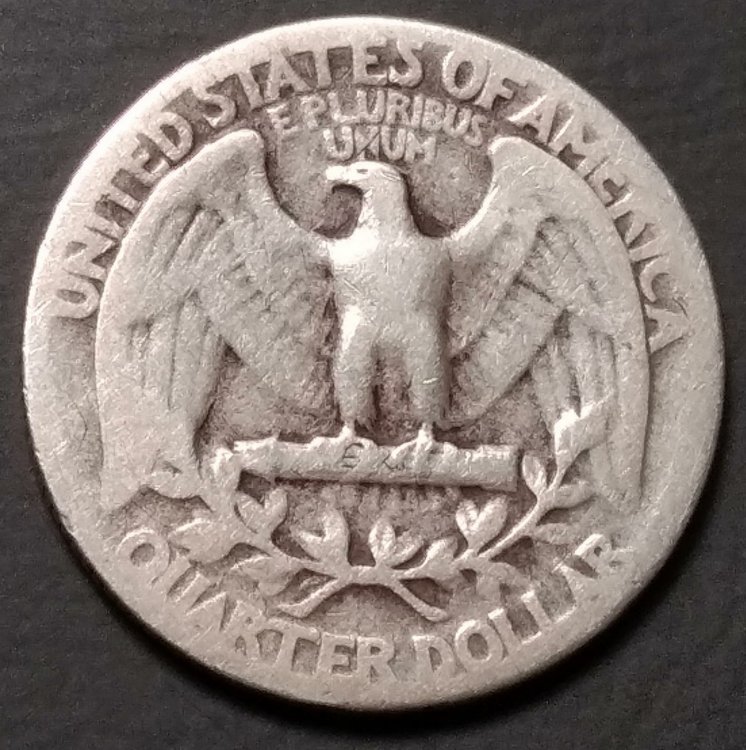 UNITED STATES OF AMERICA
E PLURIBUS
UNUM
QUARTER DOLLAR